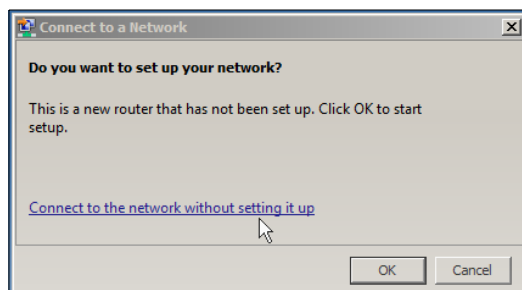 Connect to a Network
Do you want to set up your network?
This is a new router that has not been set up. Click OK to start
setup.
Connect to the network without setting it up
OK
Cancel